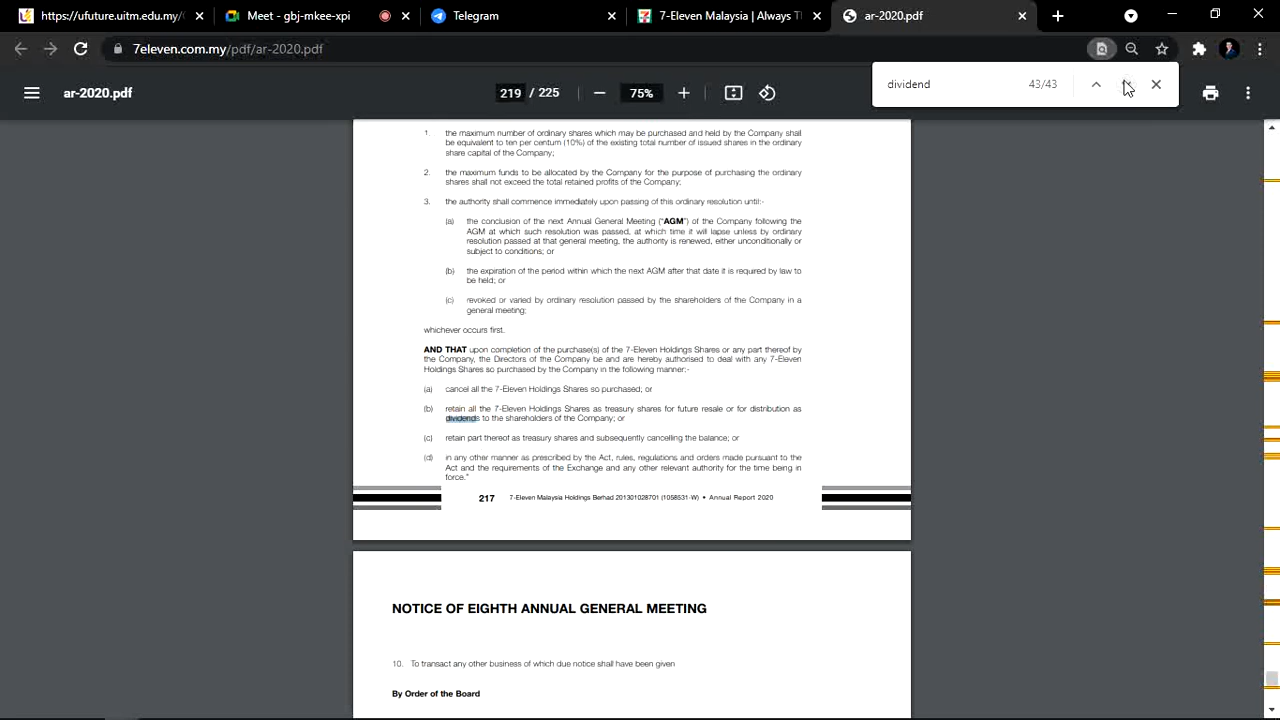 https://ufuture.uitm.edu.my/onl
Meet - gbj-mkee-xpi
Telegram
7-Eleven Malaysia | Always Th
ar-2020.pdf
7eleven.com.my/pdf/ar-2020.pdf
dividend 43/43
ar-2020.pdf
219 / 225
75%
1. the maximum number of ordinary shares which may be purchased and held by the Company shall
be equivalent to ten per centum (10%) of the existing total number of issued shares in the ordinary
share capital of the Company;
2. the maximum funds to be allocated by the Company for the purpose of purchasing the ordinary
shares shall not exceed the total retained profits of the Company;
3. the authority shall commence immediately upon passing of this ordinary resolution until:-
(a) the conclusion of the next Annual General Meeting ("AGM") of the Company following the
AGM at which such resolution was passed, at which time it will lapse unless by ordinary
resolution passed at that general meeting, the authority is renewed, either unconditionally or
subject to conditions; or
(b) the expiration of the period within which the next AGM after that date it is required by law to
be held; or
(c) revoked or varied by ordinary resolution passed by the shareholders of the Company in a
general meeting;
whichever occurs first.
AND THAT upon completion of the purchase(s) of the 7-Eleven Holdings Shares or any part thereof by
the Company, the Directors of the Company be and are hereby authorised to deal with any 7-Eleven
Holdings Shares so purchased by the Company in the following manner:-
(a) cancel all the 7-Eleven Holdings Shares so purchased; or
(b) retain all the 7-Eleven Holdings Shares as treasury shares for future resale or for distribution as
dividends to the shareholders of the Company; or
(c) retain part thereof as treasury shares and subsequently cancelling the balance; or
(d) in any other manner as prescribed by the Act, rules, regulations and orders made pursuant to the
Act and the requirements of the Exchange and any other relevant authority for the time being in
force."
217 7-Eleven Malaysia Holdings Berhad 201301028701 (1058531-W) • Annual Report 2020
NOTICE OF EIGHTH ANNUAL GENERAL MEETING
10. To transact any other business of which due notice shall have been given
By Order of the Board